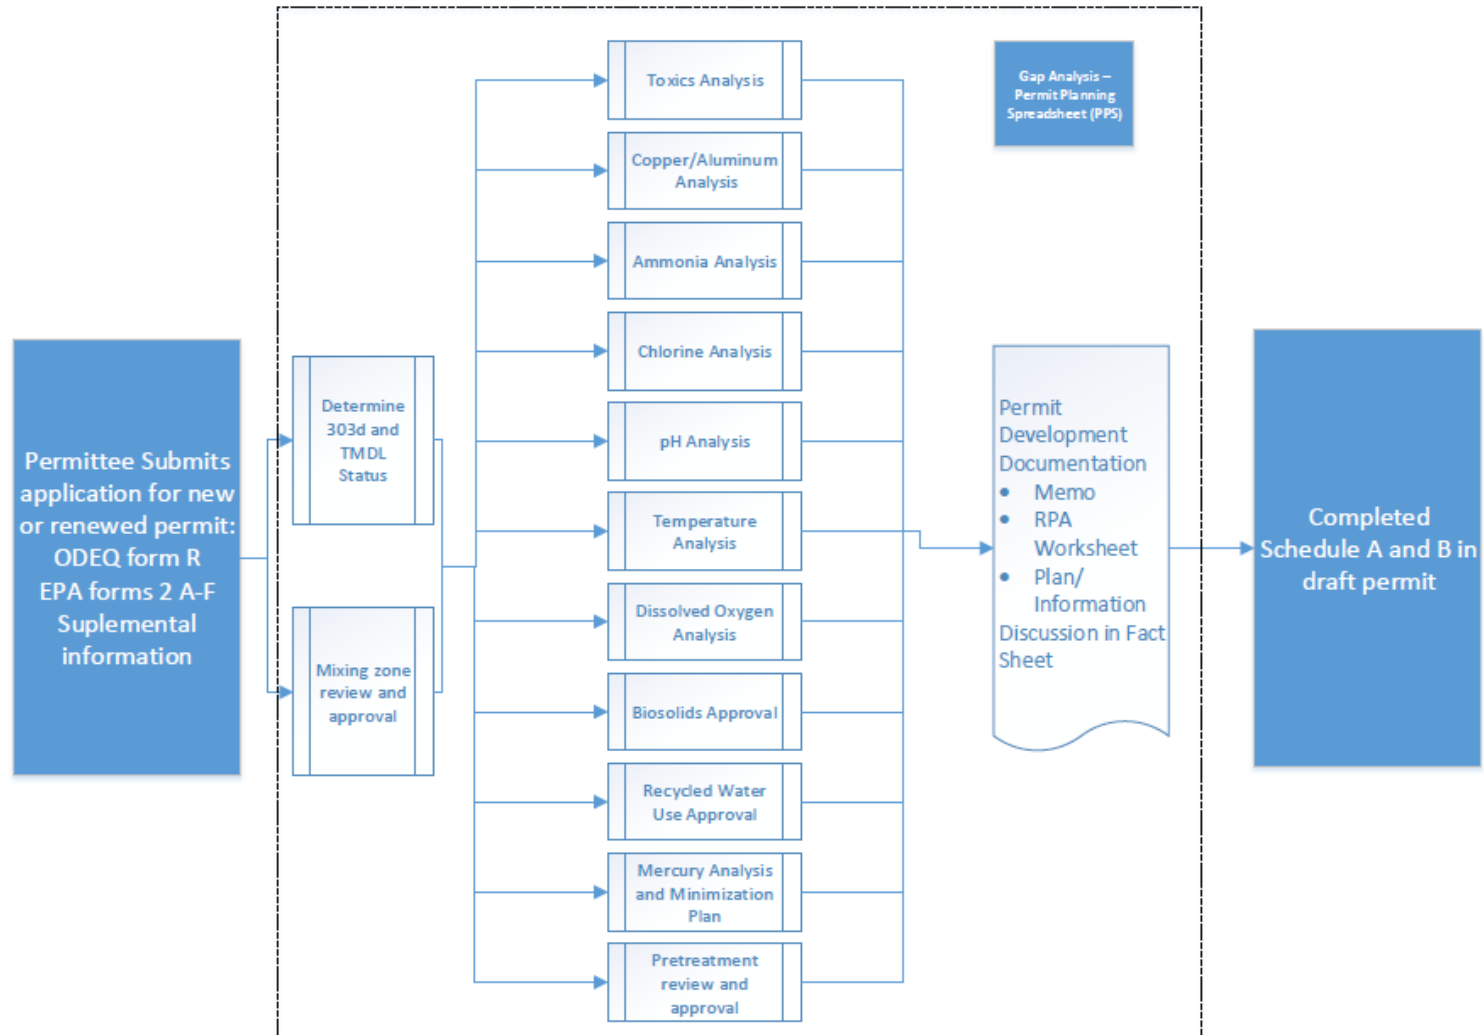 Permittee Submits
application for new
or renewed permit:
ODEQ form R
EPA forms 2 A-F
Suplemental
information
Determine
303d and
TMDL
Status
Mixing zone
review and
approval
Toxics Analysis
Copper/Aluminum
Analysis
Ammonia Analysis
Chlorine Analysis
pH Analysis
Temperature
Analysis
Dissolved Oxygen
Analysis
Biosolids Approval
Recycled Water
Use Approval
Mercury Analysis
and Minimization
Plan
Pretreatment
review and
approval
Gap Analysis –
Permit Planning
Spreadsheet (PPS)
Permit
Development
Documentation
• Memo
• RPA
Worksheet
• Plan/
Information
Discussion in Fact
Sheet
Completed
Schedule A and B in
draft permit